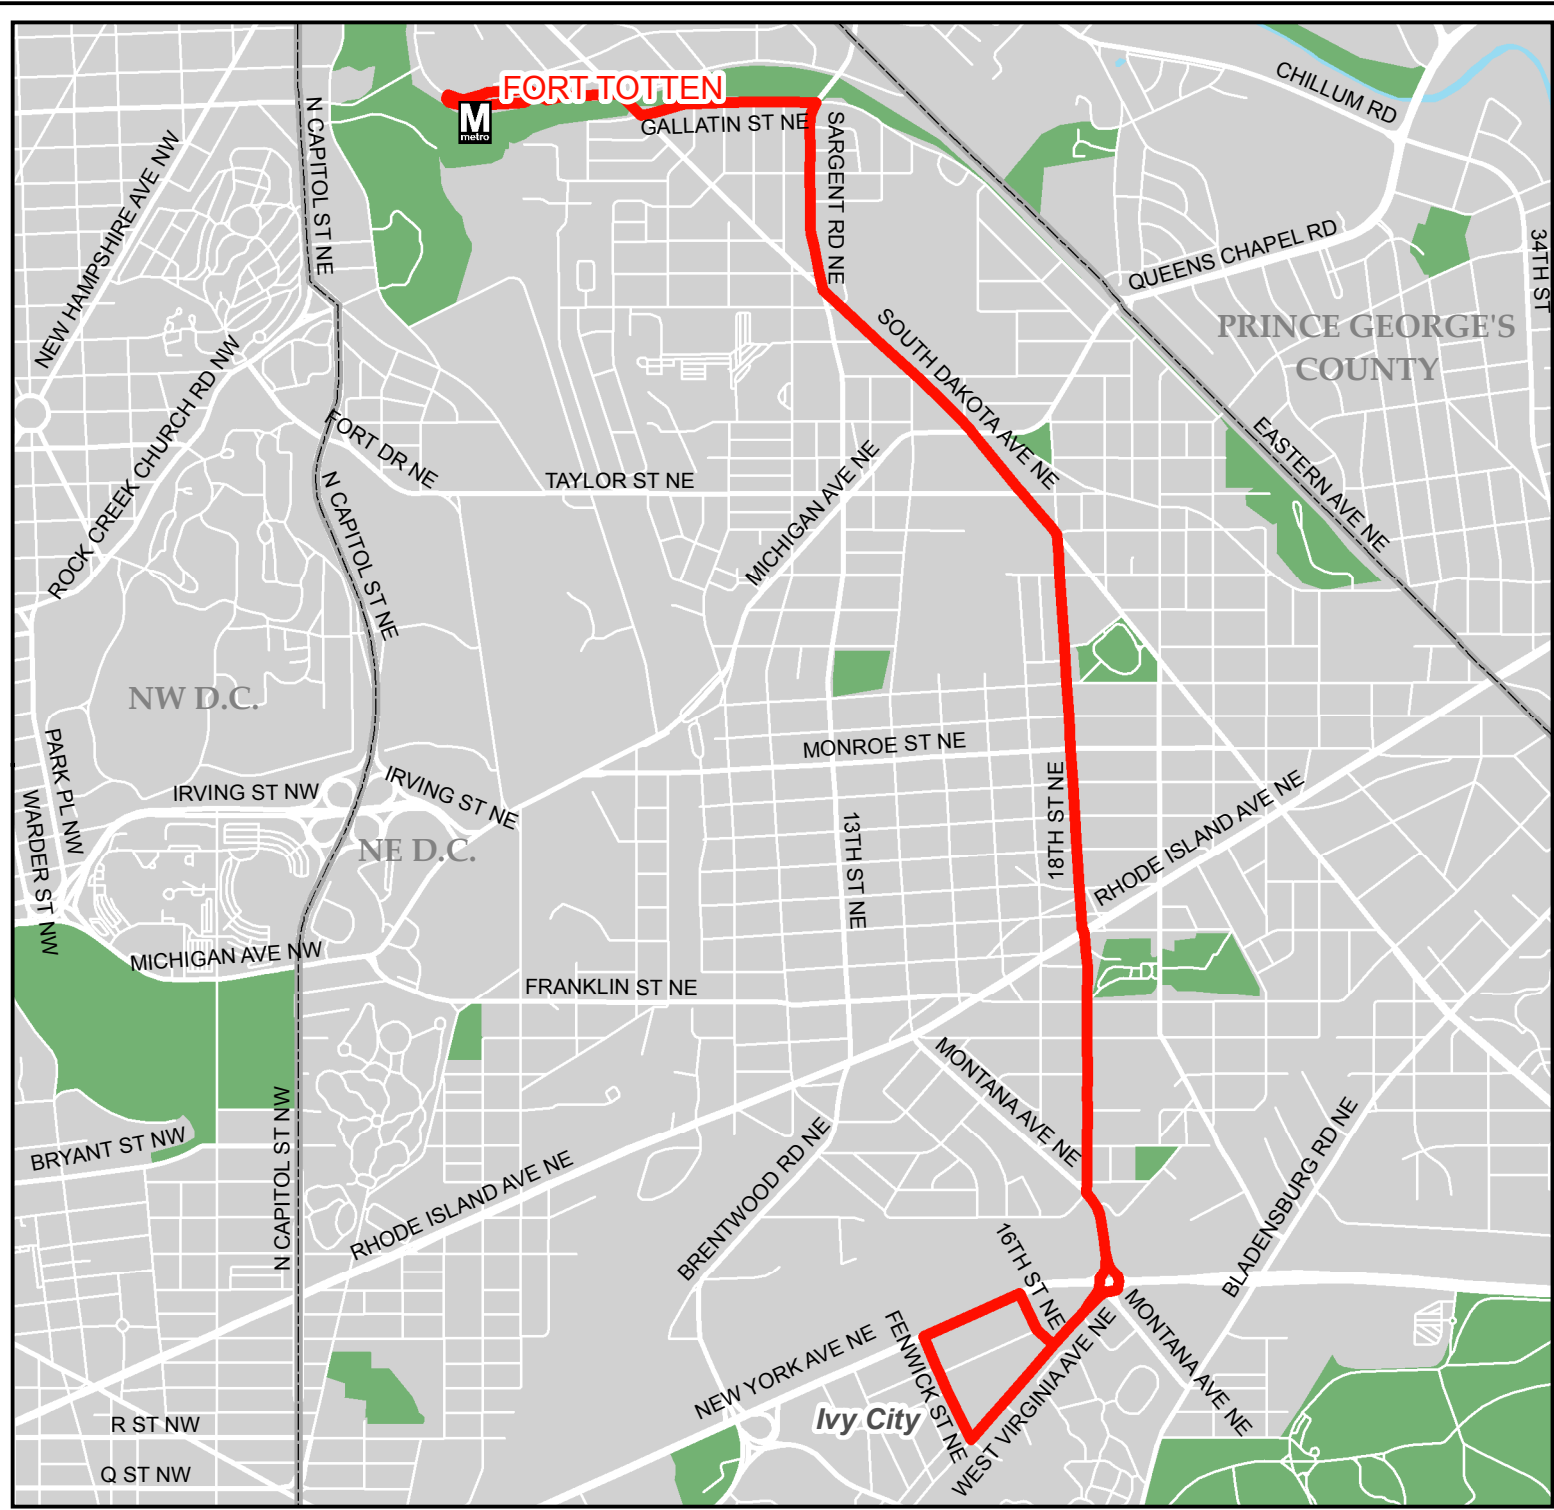 FORT TOTTEN
M
metro
GALLATIN ST NE
SARGENT RD NE
CHILLUM RD
N CAPITOL ST NE
NEW HAMPSHIRE AVE NW
QUEENS CHAPEL RD
34TH ST
PRINCE GEORGE'S
COUNTY
SOUTH DAKOTA AVE NE
ROCK CREEK CHURCH RD NW
FORT DR NE
TAYLOR ST NE
MICHIGAN AVE NE
EASTERN AVE NE
N CAPITOL ST NE
NW D.C.
MONROE ST NE
PARK PL NW
IRVING ST NW
IRVING ST NE
18TH ST NE
RHODE ISLAND AVE NE
WARDER ST NW
NE D.C.
13TH ST NE
MICHIGAN AVE NW
FRANKLIN ST NE
MONTANA AVE NE
BRYANT ST NW
N CAPITOL ST NW
RHODE ISLAND AVE NE
BRENTWOOD RD NE
BLADENSBURG RD NE
16TH ST NE
MONTANA AVE NE
FENWICK ST NE
NEW YORK AVE NE
WEST VIRGINIA AVE NE
Ivy City
R ST NW
Q ST NW